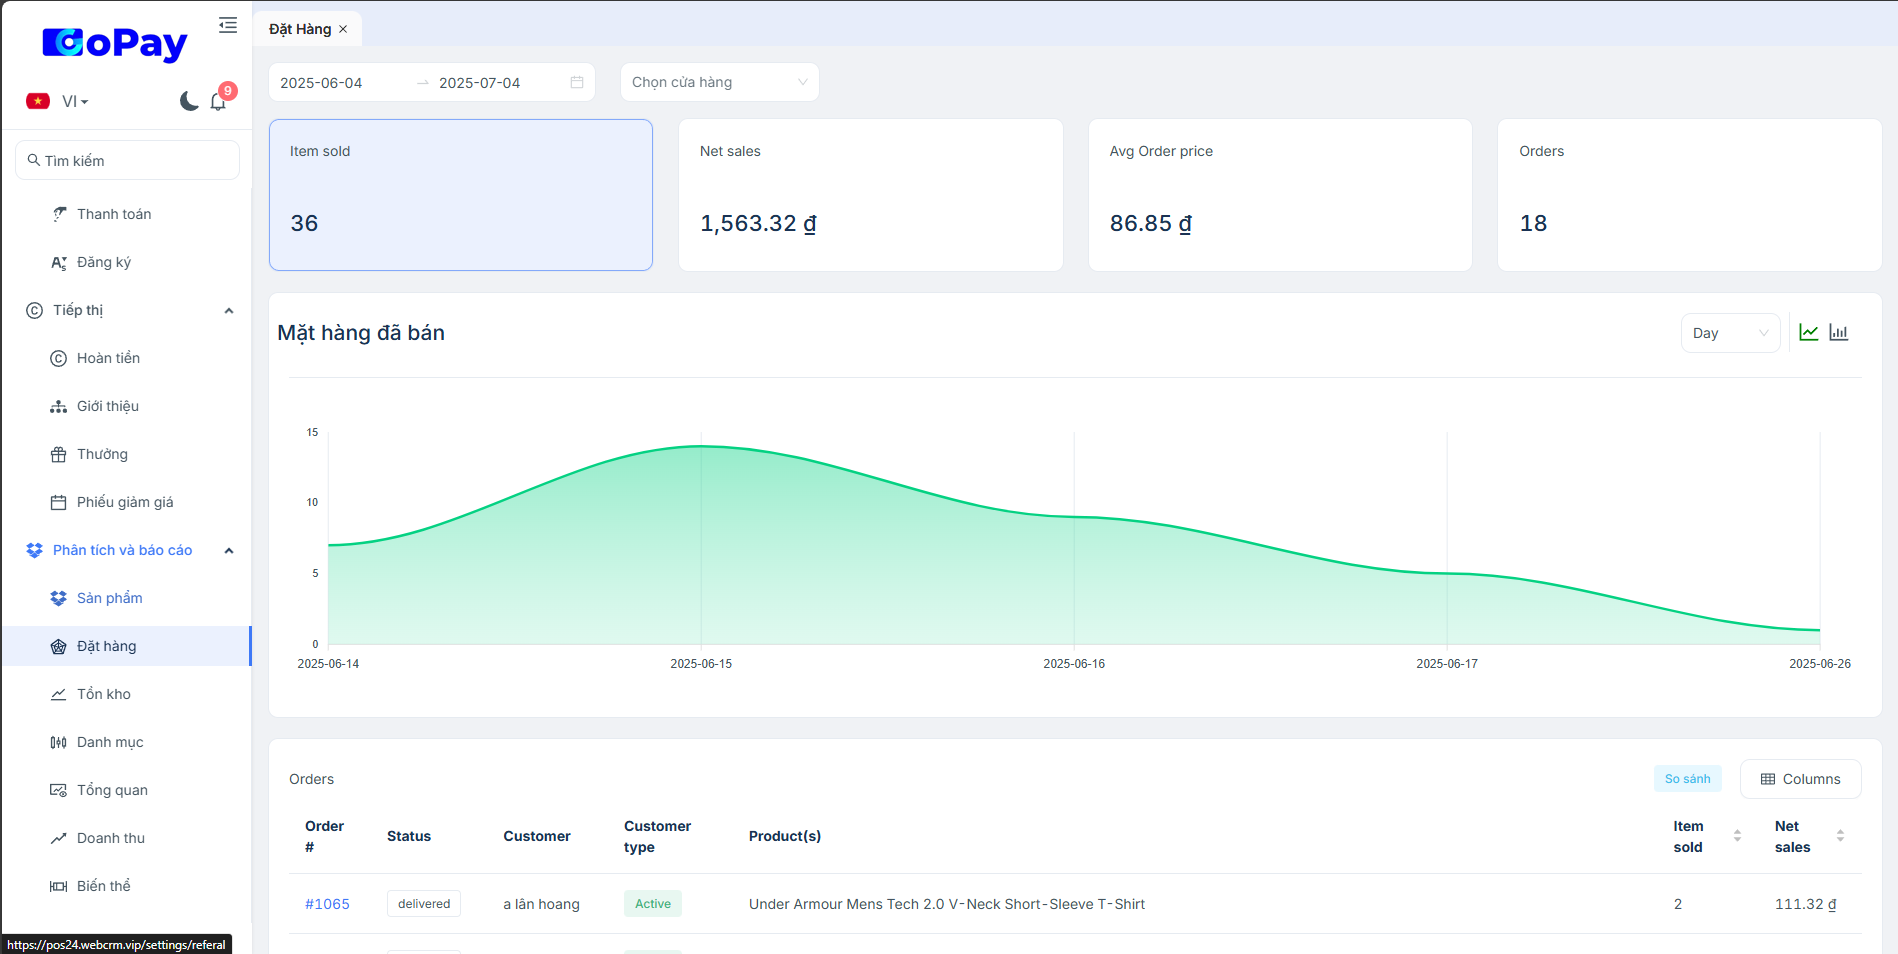 GoPay
VI
9
Tìm kiếm
Thanh toán
Đăng ký
Tiếp thị
Hoàn tiền
Giới thiệu
Thưởng
Phiếu giảm giá
Phân tích và báo cáo
Sản phẩm
Đặt hàng
Tồn kho
Danh mục
Tổng quan
Doanh thu
Biến thể
https://pos24.webcrm.vip/settings/referal
Đặt Hàng
2025-06-04 → 2025-07-04
Chọn cửa hàng
Item sold
36
Net sales
1,563.32 ₫
Avg Order price
86.85 ₫
Orders
18
Mặt hàng đã bán
Day
15
10
5
0
2025-06-14 2025-06-15 2025-06-16 2025-06-17 2025-06-26
Orders
So sánh
Columns
Order # Status Customer Customer type Product(s) Item sold Net sales
#1065 delivered a lân hoang Active Under Armour Mens Tech 2.0 V-Neck Short-Sleeve T-Shirt 2 111.32 ₫